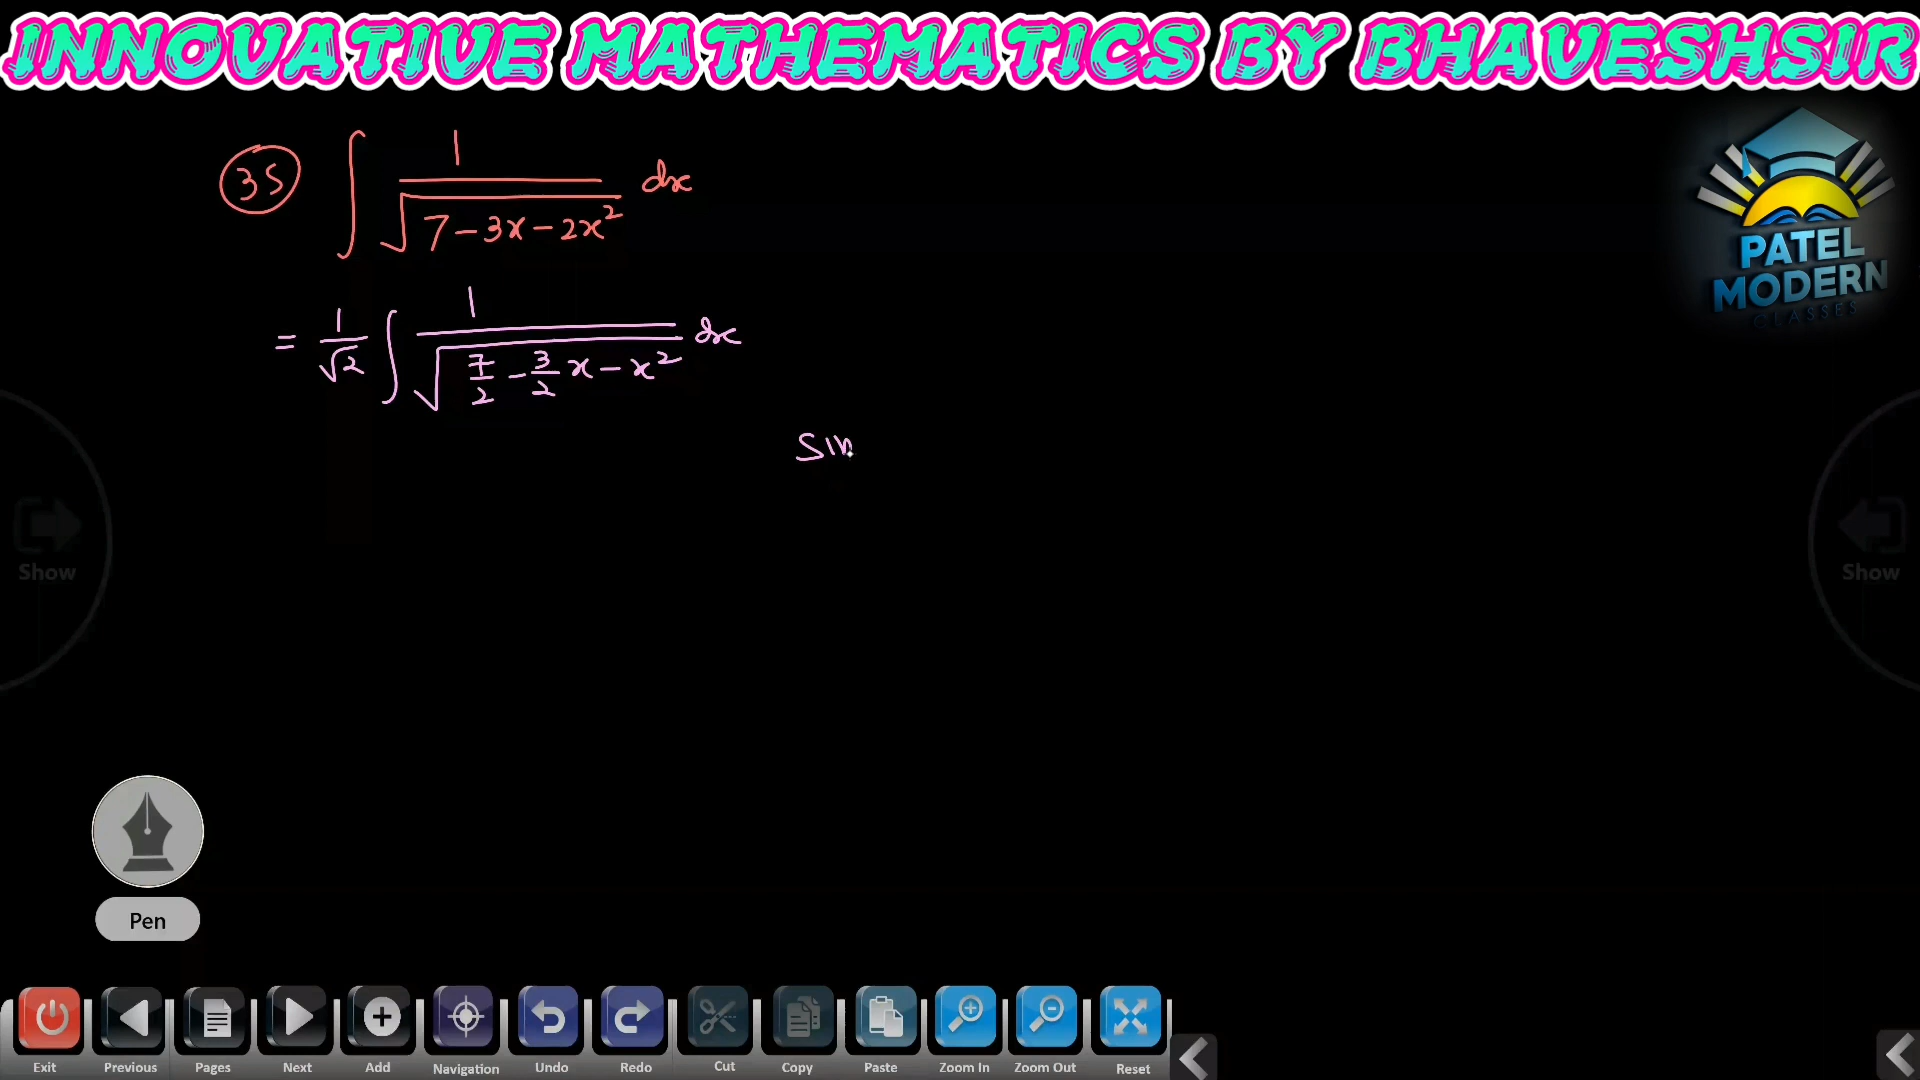 INNOVATIVE MATHEMATICS BY BHAVESHSIR
35 ∫ 1/√(7-3x-2x²) dx
= 1/√2 ∫ 1/√(7/2 - 3/2 x - x²) dx
Sin
PATEL
MODERN
CLASSES
Show
Show
Pen
Exit Previous Pages Next Add Navigation Undo Redo Cut Copy Paste Zoom In Zoom Out Reset